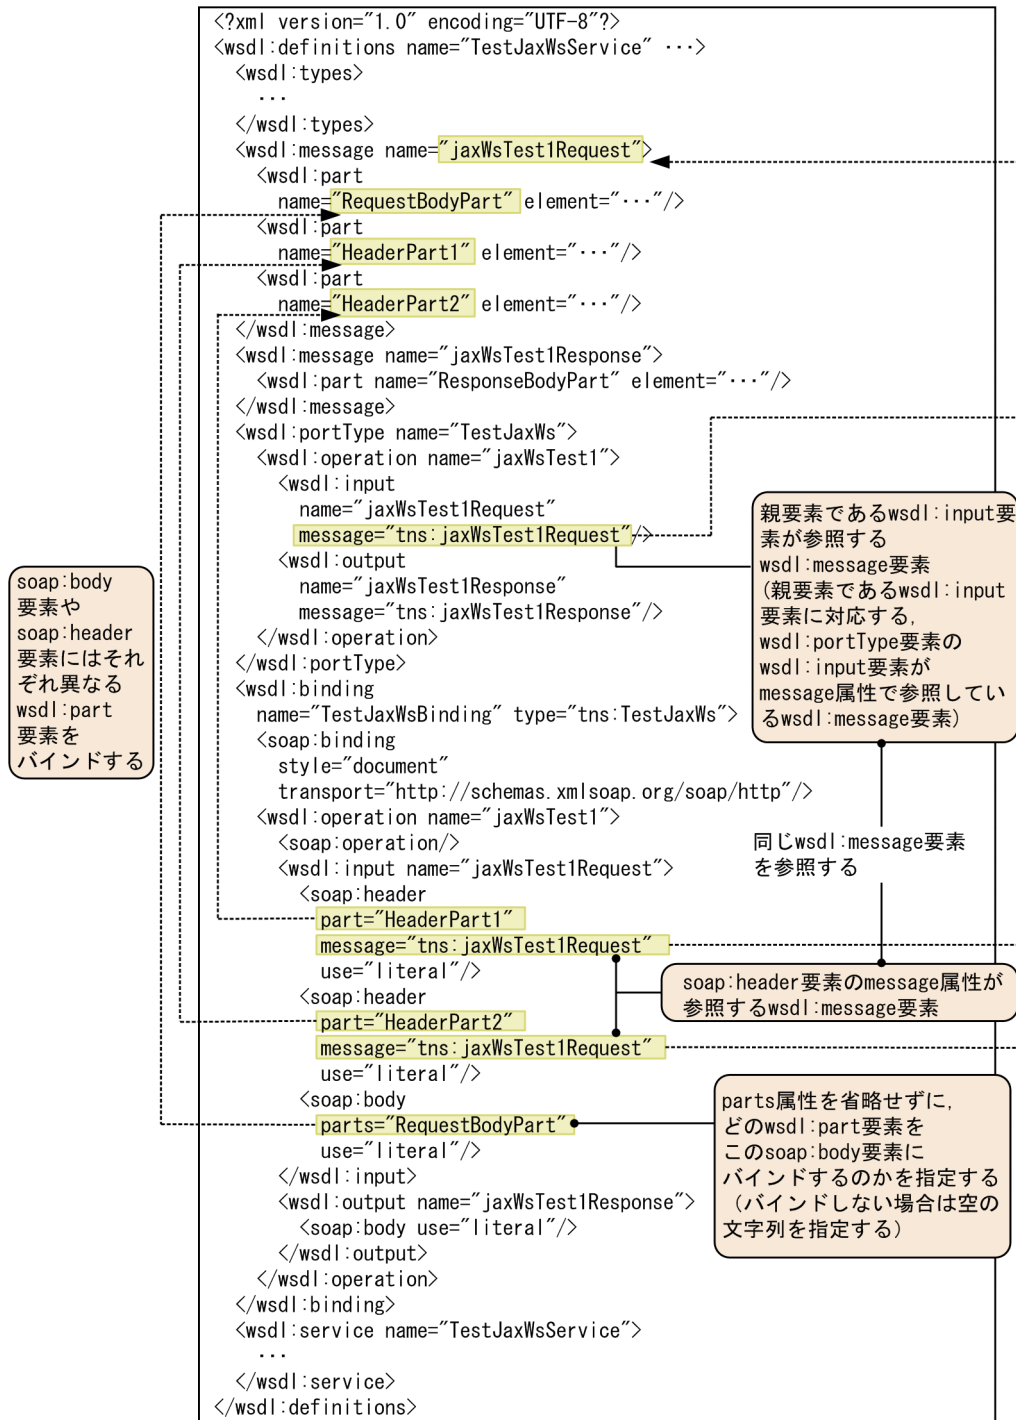 <?xml version="1.0" encoding="UTF-8"?>
<wsdl:definitions name="TestJaxWsService" ･･･>
<wsdl:types>
･･･
</wsdl:types>
<wsdl:message name="jaxWsTest1Request">
<wsdl:part
name="RequestBodyPart" element="･･･"/>
<wsdl:part
name="HeaderPart1" element="･･･"/>
<wsdl:part
name="HeaderPart2" element="･･･"/>
</wsdl:message>
<wsdl:message name="jaxWsTest1Response">
<wsdl:part name="ResponseBodyPart" element="･･･"/>
</wsdl:message>
<wsdl:portType name="TestJaxWs">
<wsdl:operation name="jaxWsTest1">
<wsdl:input
name="jaxWsTest1Request"
message="tns:jaxWsTest1Request"/>
<wsdl:output
name="jaxWsTest1Response"
message="tns:jaxWsTest1Response"/>
</wsdl:operation>
</wsdl:portType>
<wsdl:binding
name="TestJaxWsBinding" type="tns:TestJaxWs">
<soap:binding
style="document"
transport="http://schemas.xmlsoap.org/soap/http"/>
<wsdl:operation name="jaxWsTest1">
<soap:operation/>
<wsdl:input name="jaxWsTest1Request">
<soap:header
part="HeaderPart1"
message="tns:jaxWsTest1Request"
use="literal"/>
<soap:header
part="HeaderPart2"
message="tns:jaxWsTest1Request"
use="literal"/>
<soap:body
parts="RequestBodyPart"
use="literal"/>
</wsdl:input>
<wsdl:output name="jaxWsTest1Response">
<soap:body use="literal"/>
</wsdl:output>
</wsdl:operation>
</wsdl:binding>
<wsdl:service name="TestJaxWsService">
･･･
</wsdl:service>
</wsdl:definitions>
soap:body
要素や
soap:header
要素にはそれ
ぞれ異なる
wsdl:part
要素を
バインドする
親要素であるwsdl:input要
素が参照する
wsdl:message要素
(親要素であるwsdl:input
要素に対応する,
wsdl:portType要素の
wsdl:input要素が
message属性で参照してい
るwsdl:message要素)
同じwsdl:message要素
を参照する
soap:header要素のmessage属性が
参照するwsdl:message要素
parts属性を省略せずに,
どのwsdl:part要素を
このsoap:body要素に
バインドするのかを指定する
（バインドしない場合は空の
文字列を指定する）